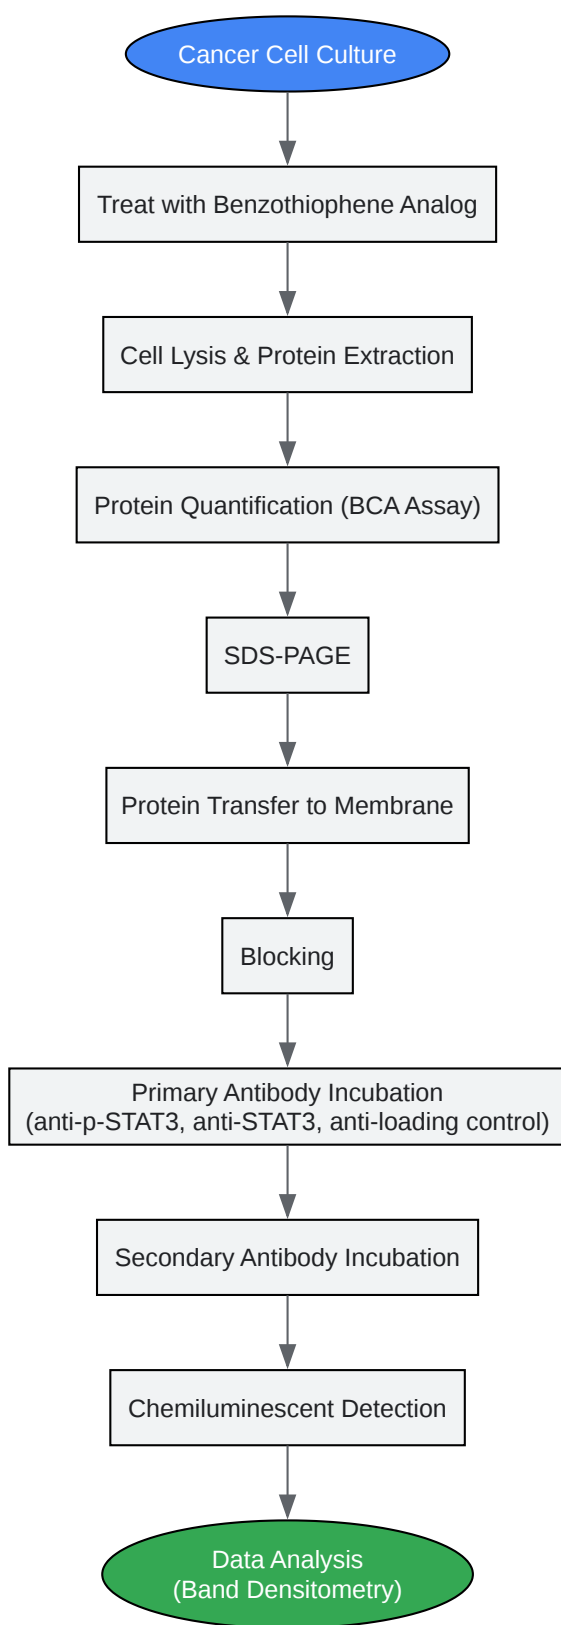 Cancer Cell Culture
Treat with Benzothiophene Analog
Cell Lysis & Protein Extraction
Protein Quantification (BCA Assay)
SDS-PAGE
Protein Transfer to Membrane
Blocking
Primary Antibody Incubation
(anti-p-STAT3, anti-STAT3, anti-loading control)
Secondary Antibody Incubation
Chemiluminescent Detection
Data Analysis
(Band Densitometry)